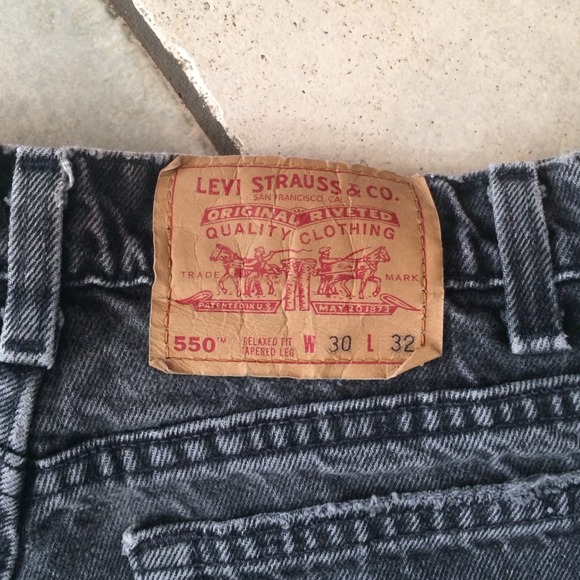 LEVI STRAUSS & CO.
SAN FRANCISCO, CAL.
ORIGINAL RIVETED
QUALITY CLOTHING
TRADE MARK
PATENTED IN U.S. MAY 20 1873
550™ RELAXED FIT W 30 L 32
TAPERED LEG